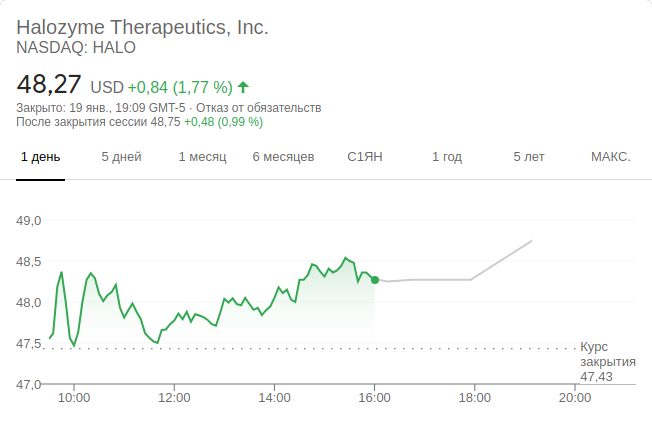 Halozyme Therapeutics, Inc.
NASDAQ: HALO
48,27 USD +0,84 (1,77 %)
Закрыто: 19 янв., 19:09 GMT-5 · Отказ от обязательств
После закрытия сессии 48,75 +0,48 (0,99 %)
1 день 5 дней 1 месяц 6 месяцев С1ЯН 1 год 5 лет МАКС.
49,0
48,5
48,0
47,5
47,0
Курс
закрытия
47,43
10:00 12:00 14:00 16:00 18:00 20:00